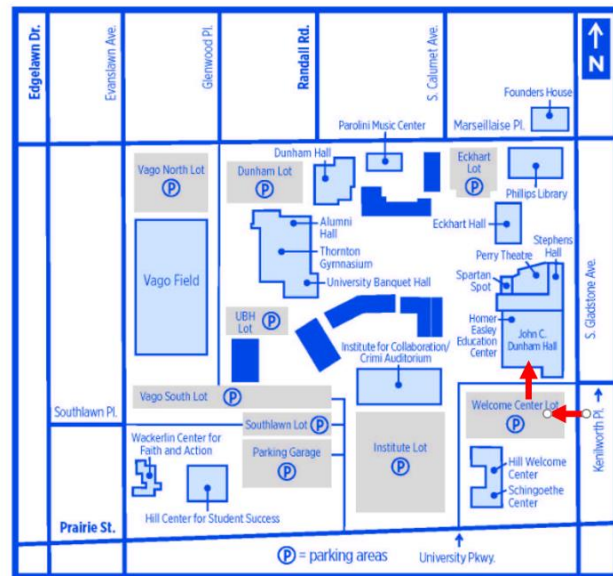 Edgelawn Dr.
Evanslawn Ave.
Glenwood Pl.
Randall Rd.
S. Calumet Ave.
N
Founders House
Marseillaise Pl.
Parolini Music Center
Dunham Hall
Vago North Lot
P
Dunham Lot
P
Eckhart
Lot
P
Phillips Library
Alumni
Hall
Thornton
Gymnasium
University Banquet Hall
Eckhart Hall
Stephens
Hall
Perry Theatre
Spartan
Spot
Vago Field
UBH
Lot
P
Homer
Easley
Education
Center
John C.
Dunham Hall
S. Gladstone Ave.
Institute for Collaboration/
Crimi Auditorium
Vago South Lot
P
Southlawn Pl.
Southlawn Lot
P
Welcome Center Lot
P
Kenilworth Pl.
Wackerlin Center for
Faith and Action
Parking Garage
P
Institute Lot
P
Hill Welcome
Center
Schingoethe
Center
Hill Center for Student Success
Prairie St.
P = parking areas
University Pkwy.